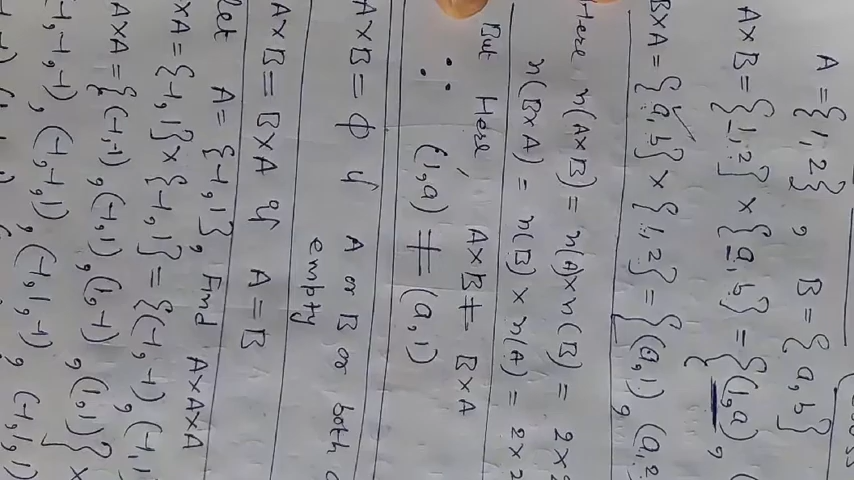 A = {1, 2} , B = {a, b}
A×B = {1, 2} × {a, b} = {(1, a) ,
B×A = {a, b} × {1, 2} = {(a, 1) , (a, 2
Here n(A×B) = n(A)×n(B) = 2×2
n(B×A) = n(B) × n(A) = 2×2
But Here, A×B ≠ B×A
∴ (1, a) ≠ (a, 1)
A×B = ϕ if A or B or both
empty
A×B = B×A if A = B
Let A = {-1, 1}, Find A×A×A
×A = {-1, 1} × {-1, 1} = {(-1, -1) , (-1, 1
A×A = {(-1, -1) , (-1, 1) , (1, -1) , (1, 1)} ×
-1, -1) , (-1, -1, 1) , (-1, 1, -1) , (-1, 1, 1)